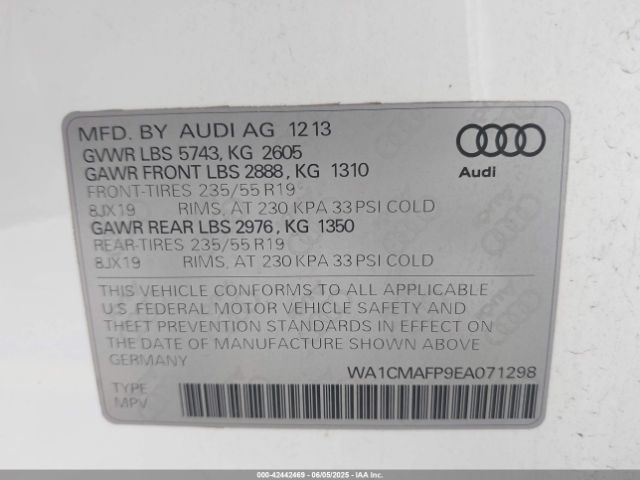 MFD. BY AUDI AG 12 13
GVWR LBS 5743, KG 2605
GAWR FRONT LBS 2888, KG 1310
FRONT-TIRES 235/55 R19
8JX19 RIMS, AT 230 KPA 33 PSI COLD
GAWR REAR LBS 2976, KG 1350
REAR-TIRES 235/55 R19
8JX19 RIMS, AT 230 KPA 33 PSI COLD
Audi
THIS VEHICLE CONFORMS TO ALL APPLICABLE
U.S. FEDERAL MOTOR VEHICLE SAFETY AND
THEFT PREVENTION STANDARDS IN EFFECT ON
THE DATE OF MANUFACTURE SHOWN ABOVE.
GERMANY
WA1CMAFP9EA071298
TYPE
MPV
000-42442469 - 06/05/2025 - IAA Inc.